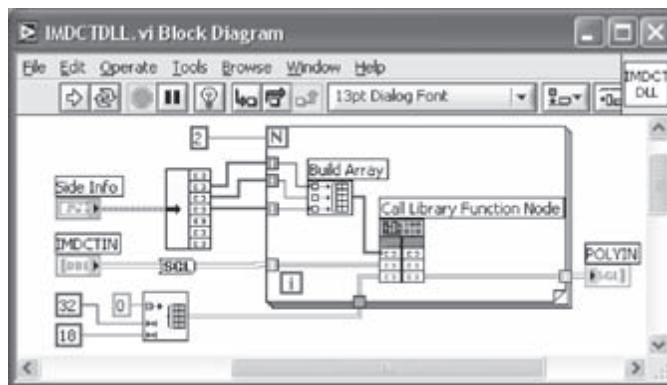 IMDCTDLL.vi Block Diagram
File Edit Operate Tools Browse Window Help
13pt Dialog Font
IMDCT
DLL
2
N
Build Array
Side Info
Call Library Function Node
IMDCTIN
POLYIN
SGL
i
0
32
18